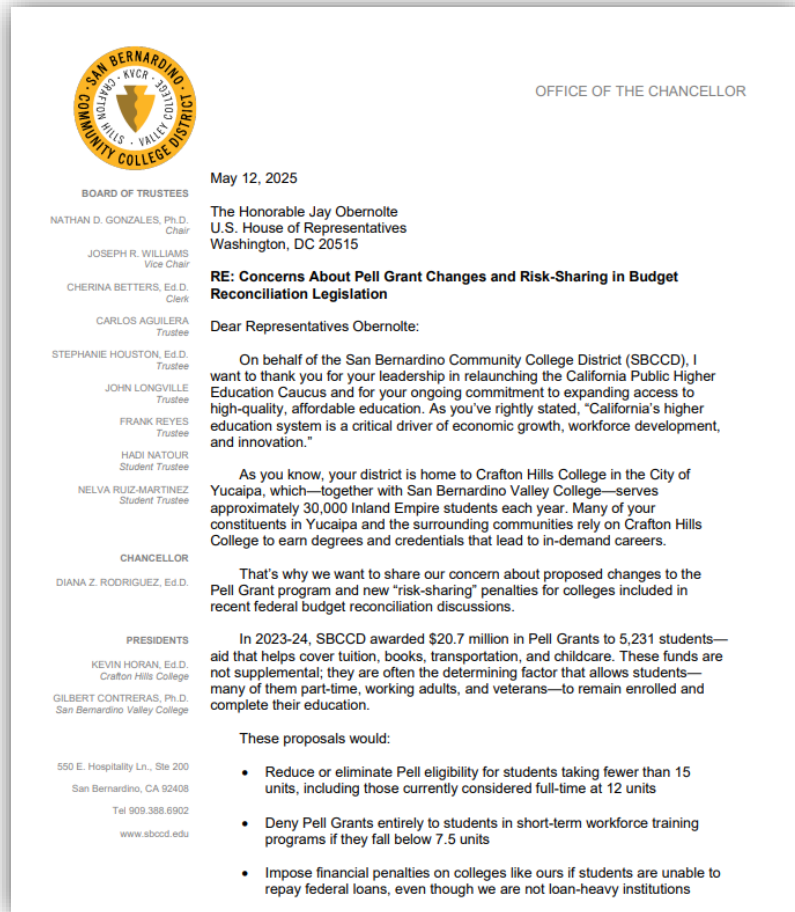 SAN BERNARDINO
COMMUNITY COLLEGE DISTRICT
KVCR
CRAFTON HILLS
VALLEY COLLEGE
OFFICE OF THE CHANCELLOR
BOARD OF TRUSTEES
NATHAN D. GONZALES, Ph.D.
Chair
JOSEPH R. WILLIAMS
Vice Chair
CHERINA BETTERS, Ed.D.
Clerk
CARLOS AGUILERA
Trustee
STEPHANIE HOUSTON, Ed.D.
Trustee
JOHN LONGVILLE
Trustee
FRANK REYES
Trustee
HADI NATOUR
Student Trustee
NELVA RUIZ-MARTINEZ
Student Trustee
CHANCELLOR
DIANA Z. RODRIGUEZ, Ed.D.
PRESIDENTS
KEVIN HORAN, Ed.D.
Crafton Hills College
GILBERT CONTRERAS, Ph.D.
San Bernardino Valley College
550 E. Hospitality Ln., Ste 200
San Bernardino, CA 92408
Tel 909.388.6902
www.sbccd.edu
May 12, 2025
The Honorable Jay Obernolte
U.S. House of Representatives
Washington, DC 20515
RE: Concerns About Pell Grant Changes and Risk-Sharing in Budget
Reconciliation Legislation
Dear Representatives Obernolte:
On behalf of the San Bernardino Community College District (SBCCD), I
want to thank you for your leadership in relaunching the California Public Higher
Education Caucus and for your ongoing commitment to expanding access to
high-quality, affordable education. As you’ve rightly stated, “California’s higher
education system is a critical driver of economic growth, workforce development,
and innovation.”
As you know, your district is home to Crafton Hills College in the City of
Yucaipa, which—together with San Bernardino Valley College—serves
approximately 30,000 Inland Empire students each year. Many of your
constituents in Yucaipa and the surrounding communities rely on Crafton Hills
College to earn degrees and credentials that lead to in-demand careers.
That’s why we want to share our concern about proposed changes to the
Pell Grant program and new “risk-sharing” penalties for colleges included in
recent federal budget reconciliation discussions.
In 2023-24, SBCCD awarded $20.7 million in Pell Grants to 5,231 students—
aid that helps cover tuition, books, transportation, and childcare. These funds are
not supplemental; they are often the determining factor that allows students—
many of them part-time, working adults, and veterans—to remain enrolled and
complete their education.
These proposals would:
• Reduce or eliminate Pell eligibility for students taking fewer than 15
units, including those currently considered full-time at 12 units
• Deny Pell Grants entirely to students in short-term workforce training
programs if they fall below 7.5 units
• Impose financial penalties on colleges like ours if students are unable to
repay federal loans, even though we are not loan-heavy institutions